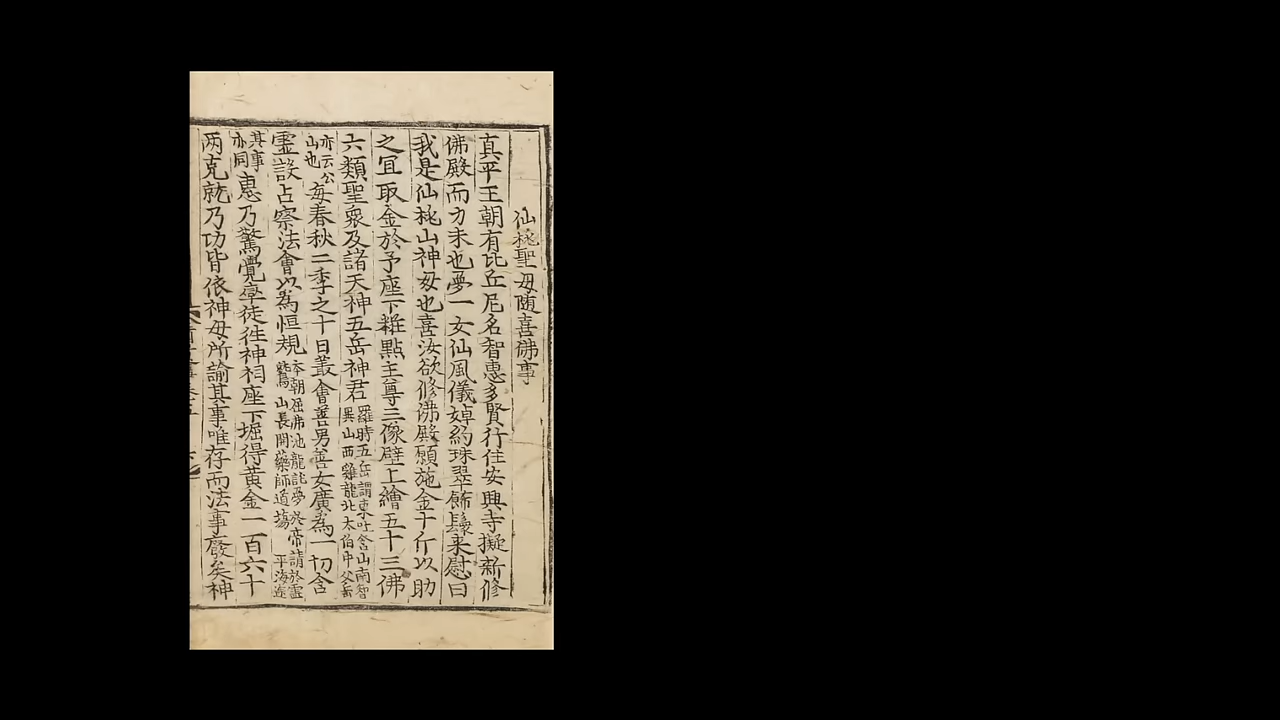 仙桃聖母随喜佛事
真平王朝有比丘尼名智惠多賢行住安興寺擬新修
佛殿而力未也夢一女仙風儀婥約珠翠飾鬟来慰曰
我是仙桃山神母也喜汝欲修佛殿願施金十斤以助
之冝取金於予座下粧點主尊三像壁上繪五十三佛
六類聖衆及諸天神五岳神君羅時五岳謂東吐含山南智異山西雞龍北太伯中父岳
亦云公山也每春秋二季之十日叢會善男善女廣為一切含
霊設占察法會以為恒規夲朝屈弗池龍託夢於帝請於霊鷲山長開藥師道塲平海途
其事亦同惠乃驚覺率徒徃神祠座下堀得黄金一百六十
两克就乃功皆依神母所諭其事唯存而法事廢矣神